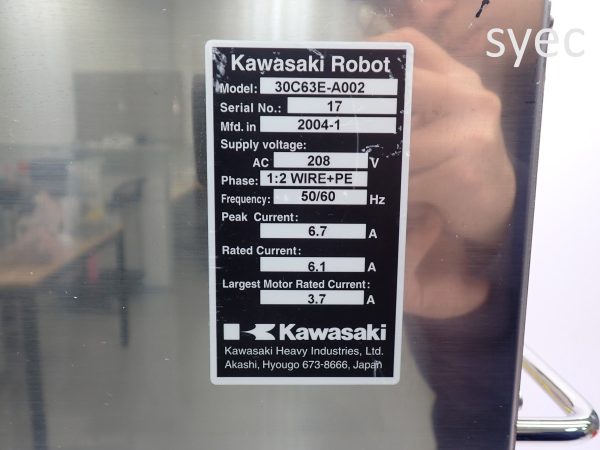 syec
Kawasaki Robot
Model: 30C63E-A002
Serial No.: 17
Mfd. in 2004-1
Supply voltage:
AC 208 V
Phase: 1:2 WIRE+PE
Frequency: 50/60 Hz
Peak Current:
6.7 A
Rated Current:
6.1 A
Largest Motor Rated Current:
3.7 A
Kawasaki
Kawasaki Heavy Industries, Ltd.
Akashi, Hyougo 673-8666, Japan